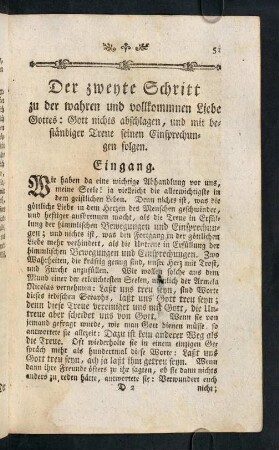 51
Der zweyte Schritt
zu der wahren und vollkommnen Liebe
Gottes: Gott nichts abschlagen, und mit be-
ständiger Treue seinen Einsprechun-
gen folgen.
Eingang.
Wir haben da eine wichtige Abhandlung vor uns,
meine Seele! ja vielleicht die allerwichtigste in
dem geistlichen Leben. Denn nichts ist, was die
göttliche Liebe in dem Herzen des Menschen geschwinder,
und heftiger aufbrennen macht, als die Treue in Erfül-
lung der himmlischen Bewegungen und Einsprechun-
gen; nichts ist, was den Fortgang in der göttlichen
Liebe mehr verhindert, als die Untreue in Erfüllung der
himmlischen Bewegungen und Einsprechungen. Zwo
Wahrheiten, die kräftig genug sind, unser Herz mit Trost,
und Furcht anzufüllen. Wir wollen solche aus dem
Mund einer der erleuchtesten Seelen, nämlich der Armela
Nicolas vernehmen: Laßt uns treu seyn, sind Worte
dieses irdischen Seraphs, laßt uns Gott treu seyn;
denn diese Treue vereiniget uns mit Gott, die Un-
treue aber scheidet uns von Gott. Wenn sie von
jemand gefragt wurde, wie man Gott dienen müsse, so
antwortete sie allezeit: Dazu ist kein anderer Weg als
die Treue. Oft wiederholte sie in einem einzigen Ge-
spräch mehr als hundertmal diese Worte: Laßt uns
Gott treu seyn, ach ja laßt ihm getreu seyn. Wenn
dann ihre Freunde öfters zu ihr sagten, ob sie dann nichts
anders zu reden hätte, antwortete sie: Verwundert euch
D 2 nicht;